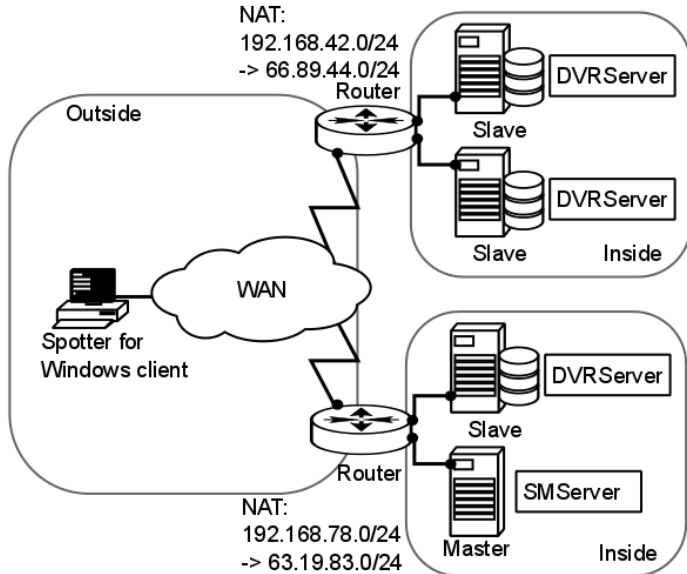 NAT:
192.168.42.0/24
-> 66.89.44.0/24
Router
Outside
DVRServer
Slave
DVRServer
Slave
Inside
WAN
Spotter for
Windows client
DVRServer
Slave
Router
SMServer
NAT:
192.168.78.0/24
-> 63.19.83.0/24
Master
Inside